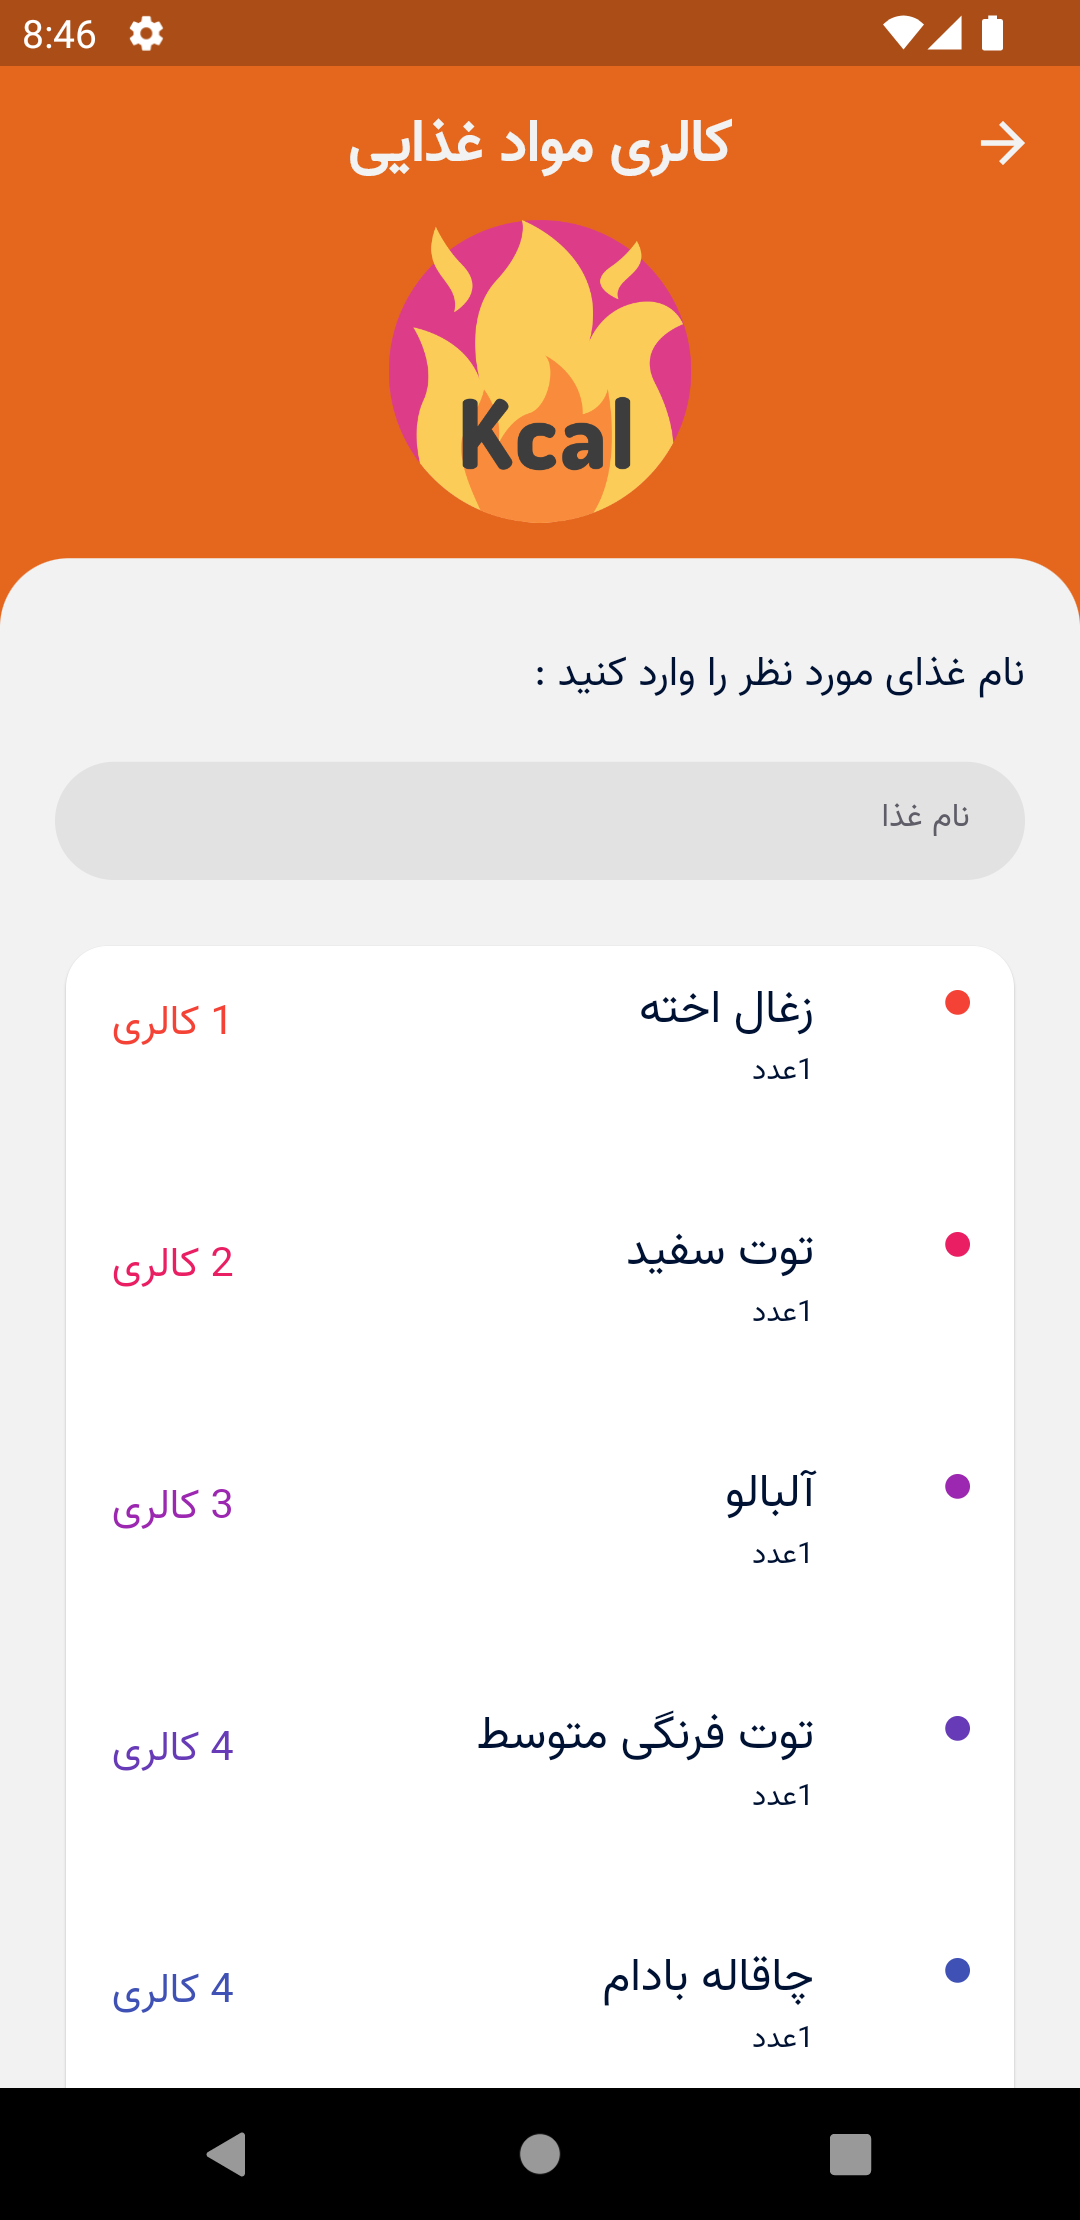 8:46
کالری مواد غذایی
Kcal
نام غذای مورد نظر را وارد کنید :
نام غذا
زغال اخته
1 کالری
1عدد
توت سفید
2 کالری
1عدد
آلبالو
3 کالری
1عدد
توت فرنگی متوسط
4 کالری
1عدد
چاقاله بادام
4 کالری
1عدد